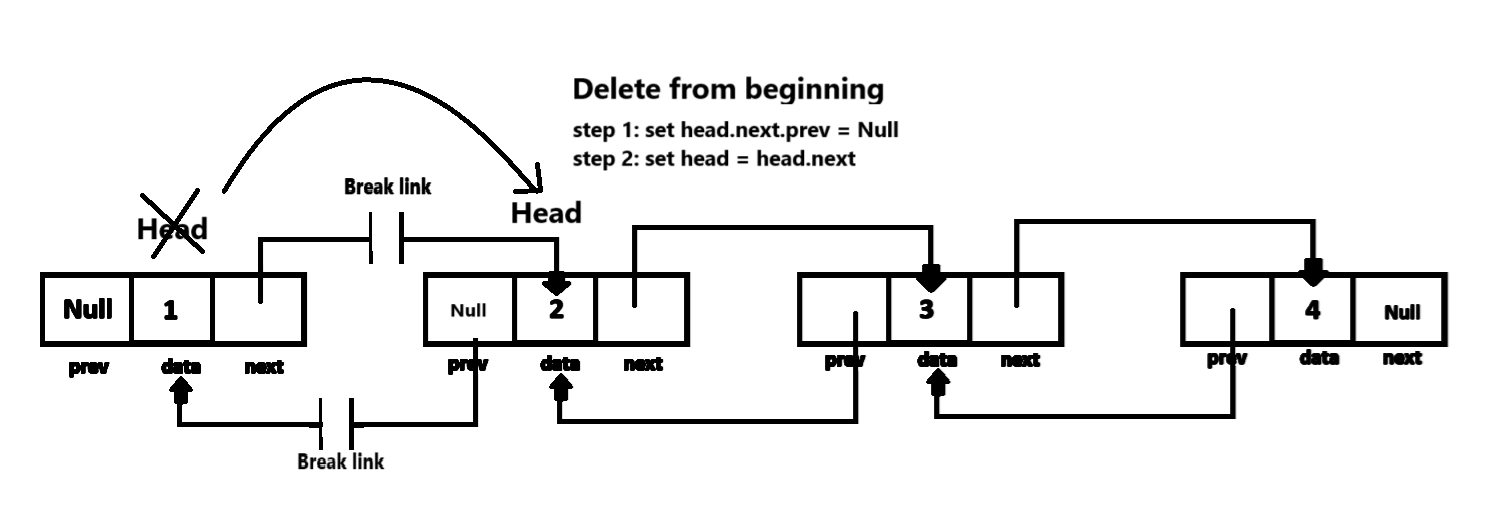 Delete from beginning
step 1: set head.next.prev = Null
step 2: set head = head.next
Break link
Head
Head
Null 1
Null 2
3
4 Null
prev data next
prev data next
prev data next
prev data next
Break link